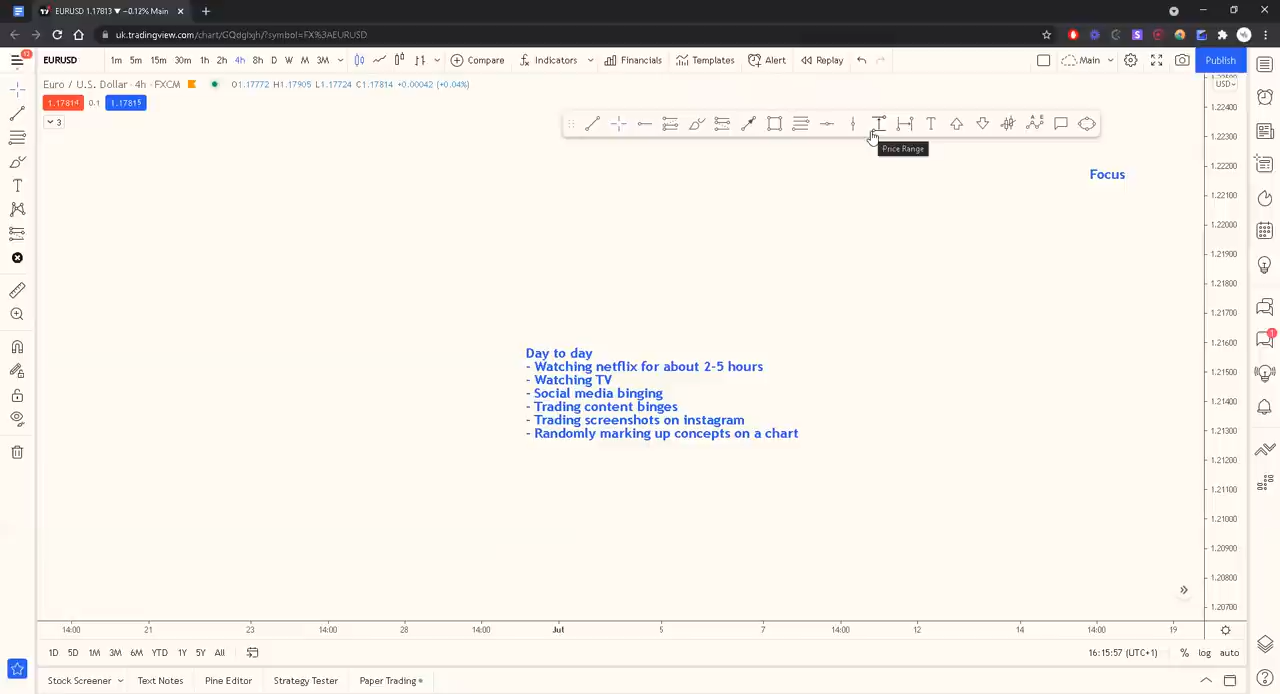 EURUSD 1.17813 ▼ −0.12% Main
uk.tradingview.com/chart/GQdglxjh/?symbol=FX%3AEURUSD
12
EURUSD 1m 5m 15m 30m 1h 2h 4h 8h D W M 3M Compare Indicators Financials Templates Alert Replay Main Publish
Euro / U.S. Dollar · 4h · FXCM O1.17772 H1.17905 L1.17724 C1.17814 +0.00042 (+0.04%)
USD
1.17814 0.1 1.17815
3
Price Range
Focus
Day to day
- Watching netflix for about 2-5 hours
- Watching TV
- Social media binging
- Trading content binges
- Trading screenshots on instagram
- Randomly marking up concepts on a chart
1.22400
1.22300
1.22200
1.22100
1.22000
1.21900
1.21800
1.21700
1.21600
1.21500
1.21400
1.21300
1.21200
1.21100
1.21000
1.20900
1.20800
1.20700
1
14:00 21 23 14:00 28 14:00 Jul 5 7 14:00 12 14 14:00 19
1D 5D 1M 3M 6M YTD 1Y 5Y All 16:15:57 (UTC+1) % log auto
Stock Screener Text Notes Pine Editor Strategy Tester Paper Trading